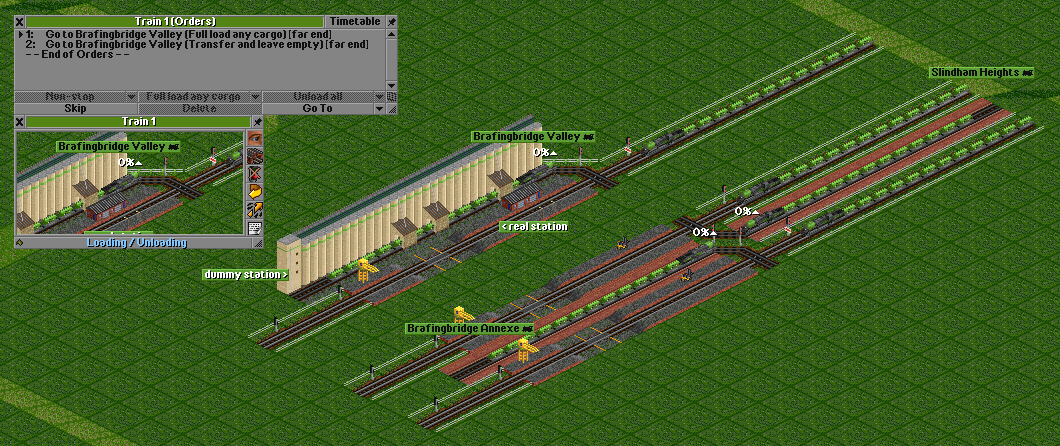 Train 1 (Orders)
Timetable
1: Go to Brafingbridge Valley (Full load any cargo) [far end]
2: Go to Brafingbridge Valley (Transfer and leave empty) [far end]
- - End of Orders - -
Non-stop
Full load any cargo
Unload all
Skip
Delete
Go To
Train 1
Brafingbridge Valley
0%
Loading / Unloading
Slindham Heights
Brafingbridge Valley
0%
< real station
0%
0%
dummy station >
Brafingbridge Annexe